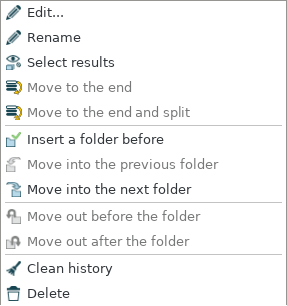 Edit...
Rename
Select results
Move to the end
Move to the end and split
Insert a folder before
Move into the previous folder
Move into the next folder
Move out before the folder
Move out after the folder
Clean history
Delete